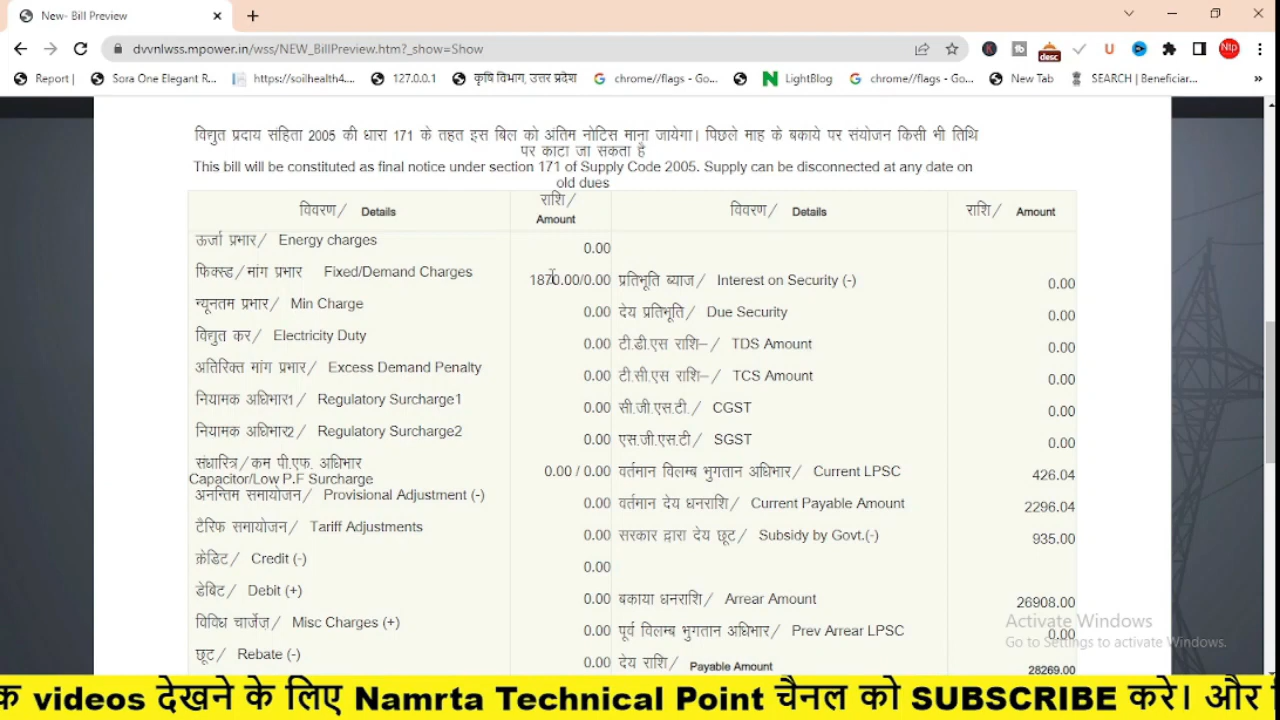 New- Bill Preview
dvvnlwss.mpower.in/wss/NEW_BillPreview.htm?_show=Show
desc
Ntp
Report |
Sora One Elegant R...
https://soilhealth4....
127.0.0.1
कृषि विभाग, उत्तर प्रदेश
chrome//flags - Go...
LightBlog
chrome//flags - Go...
New Tab
SEARCH | Beneficiar...
विद्युत प्रदाय संहिता 2005 की धारा 171 के तहत इस बिल को अंतिम नोटिस माना जायेगा। पिछले माह के बकाये पर संयोजन किसी भी तिथि
पर काटा जा सकता है
This bill will be constituted as final notice under section 171 of Supply Code 2005. Supply can be disconnected at any date on
old dues
विवरण/ Details राशि/ Amount विवरण/ Details राशि/ Amount
ऊर्जा प्रभार/ Energy charges 0.00
फिक्स्ड/मांग प्रभार Fixed/Demand Charges 1870.00/0.00 प्रतिभूति ब्याज/ Interest on Security (-) 0.00
न्यूनतम प्रभार/ Min Charge 0.00 देय प्रतिभूति/ Due Security 0.00
विद्युत कर/ Electricity Duty 0.00 टी.डी.एस राशि–/ TDS Amount 0.00
अतिरिक्त मांग प्रभार/ Excess Demand Penalty 0.00 टी.सी.एस राशि–/ TCS Amount 0.00
नियामक अधिभार1/ Regulatory Surcharge1 0.00 सी.जी.एस.टी./ CGST 0.00
नियामक अधिभार2/ Regulatory Surcharge2 0.00 एस.जी.एस.टी/ SGST 0.00
संधारित्र/कम पी.एफ. अधिभार
Capacitor/Low P.F Surcharge 0.00 / 0.00 वर्तमान विलम्ब भुगतान अधिभार/ Current LPSC 426.04
अनन्तिम समायोजन/ Provisional Adjustment (-) 0.00 वर्तमान देय धनराशि/ Current Payable Amount 2296.04
टैरिफ समायोजन/ Tariff Adjustments 0.00 सरकार द्वारा देय छूट/ Subsidy by Govt.(-) 935.00
क्रेडिट/ Credit (-) 0.00
डेबिट/ Debit (+) 0.00 बकाया धनराशि/ Arrear Amount 26908.00
विविध चार्जेज/ Misc Charges (+) 0.00 पूर्व विलम्ब भुगतान अधिभार/ Prev Arrear LPSC 0.00
छूट/ Rebate (-) 0.00 देय राशि/ Payable Amount 28269.00
Activate Windows
Go to Settings to activate Windows.
क videos देखने के लिए Namrta Technical Point चैनल को SUBSCRIBE करे। और